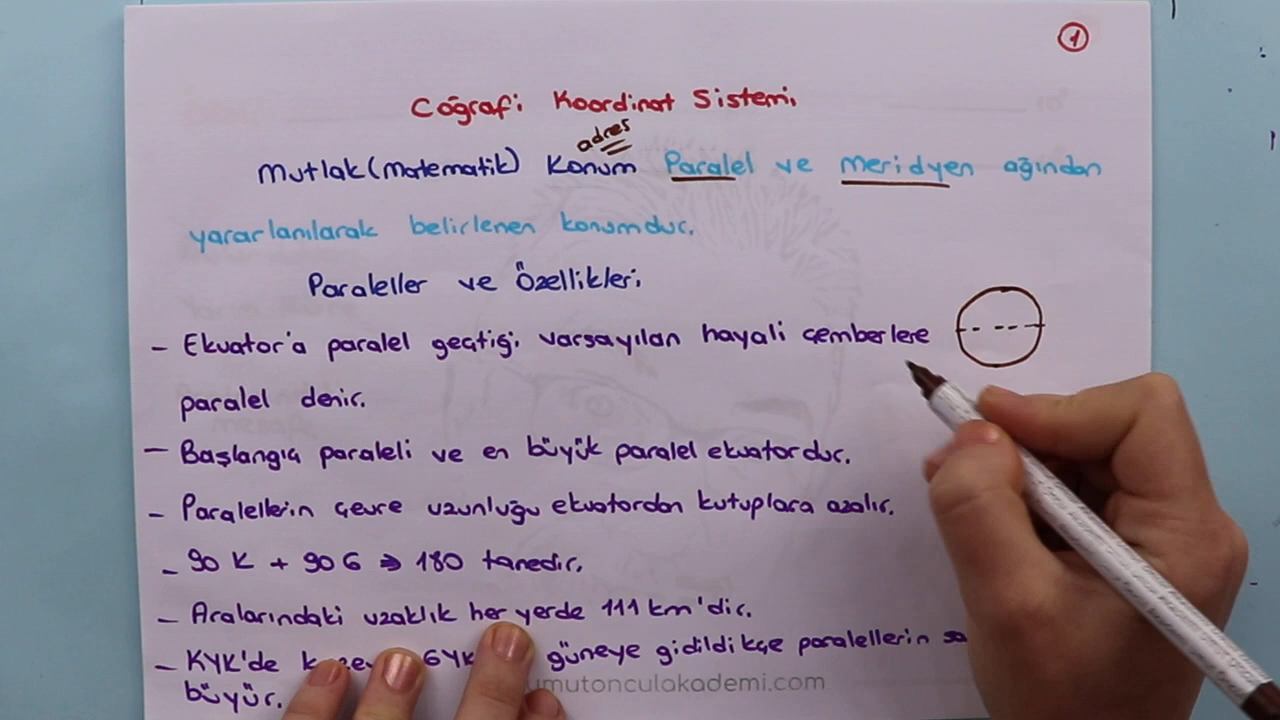 1
Coğrafi Koordinat Sistemi
adres
Mutlak (Matematik) Konum Paralel ve meridyen ağından
yararlanılarak belirlenen konumdur.
Paraleller ve Özellikleri
- Ekvator'a paralel geçtiği varsayılan hayali çemberlere
paralel denir.
- Başlangıç paraleli ve en büyük paralel ekvatordur.
- Paralellerin çevre uzunluğu ekvatordan kutuplara azalır.
- 90 K + 90 G ⇒ 180 tanedir.
- Aralarındaki uzaklık her yerde 111 km'dir.
- KYK'de GYK güneye gidildikçe paralellerin
büyür.
umutonculakademi.com